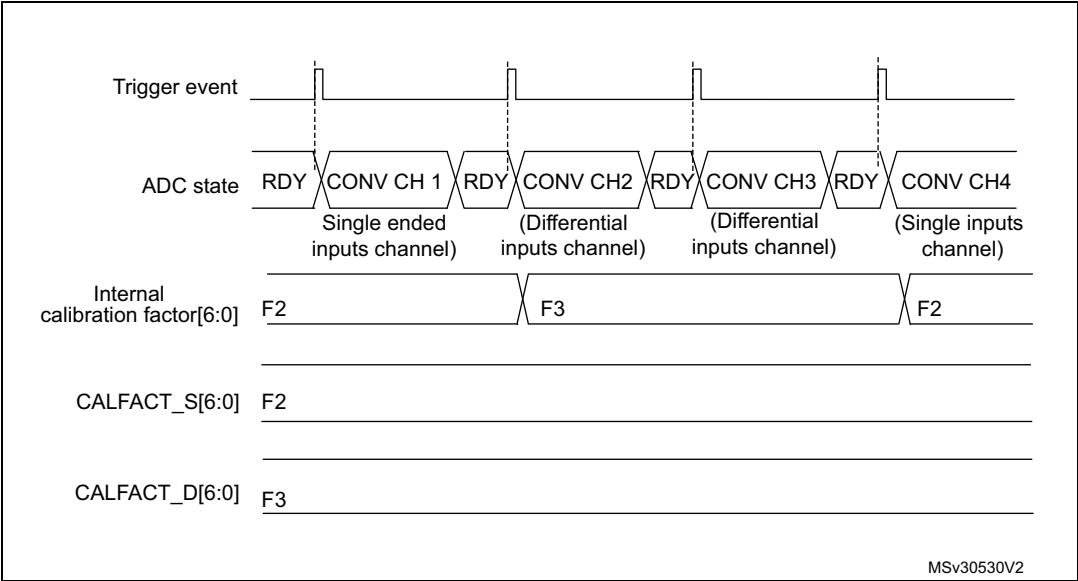 Trigger event
ADC state
RDY CONV CH 1 RDY CONV CH2 RDY CONV CH3 RDY CONV CH4
Single ended
inputs channel)
(Differential
inputs channel)
(Differential
inputs channel)
(Single inputs
channel)
Internal
calibration factor[6:0]
F2 F3 F2
CALFACT_S[6:0] F2
CALFACT_D[6:0] F3
MSv30530V2